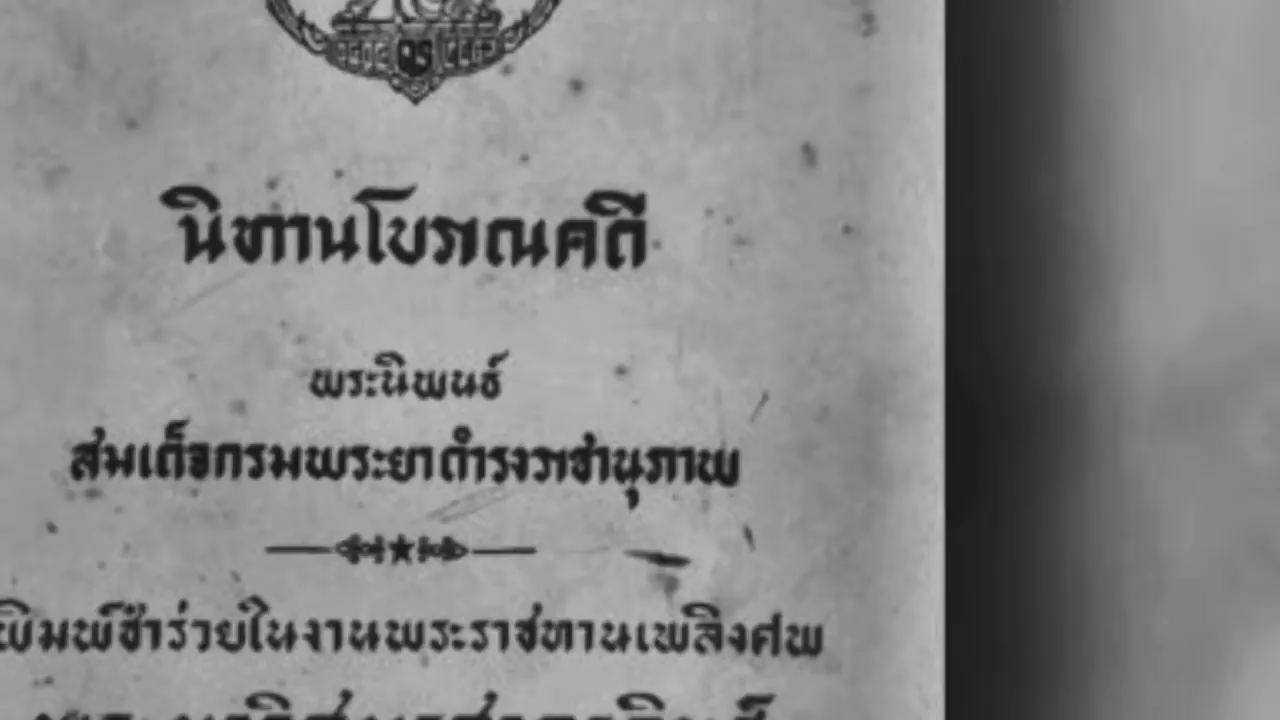 นิทานโบราณคดี
พระนิพนธ์
สมเด็จกรมพระยาดำรงราชานุภาพ
พิมพ์ชำร่วยในงานพระราชทานเพลิงศพ